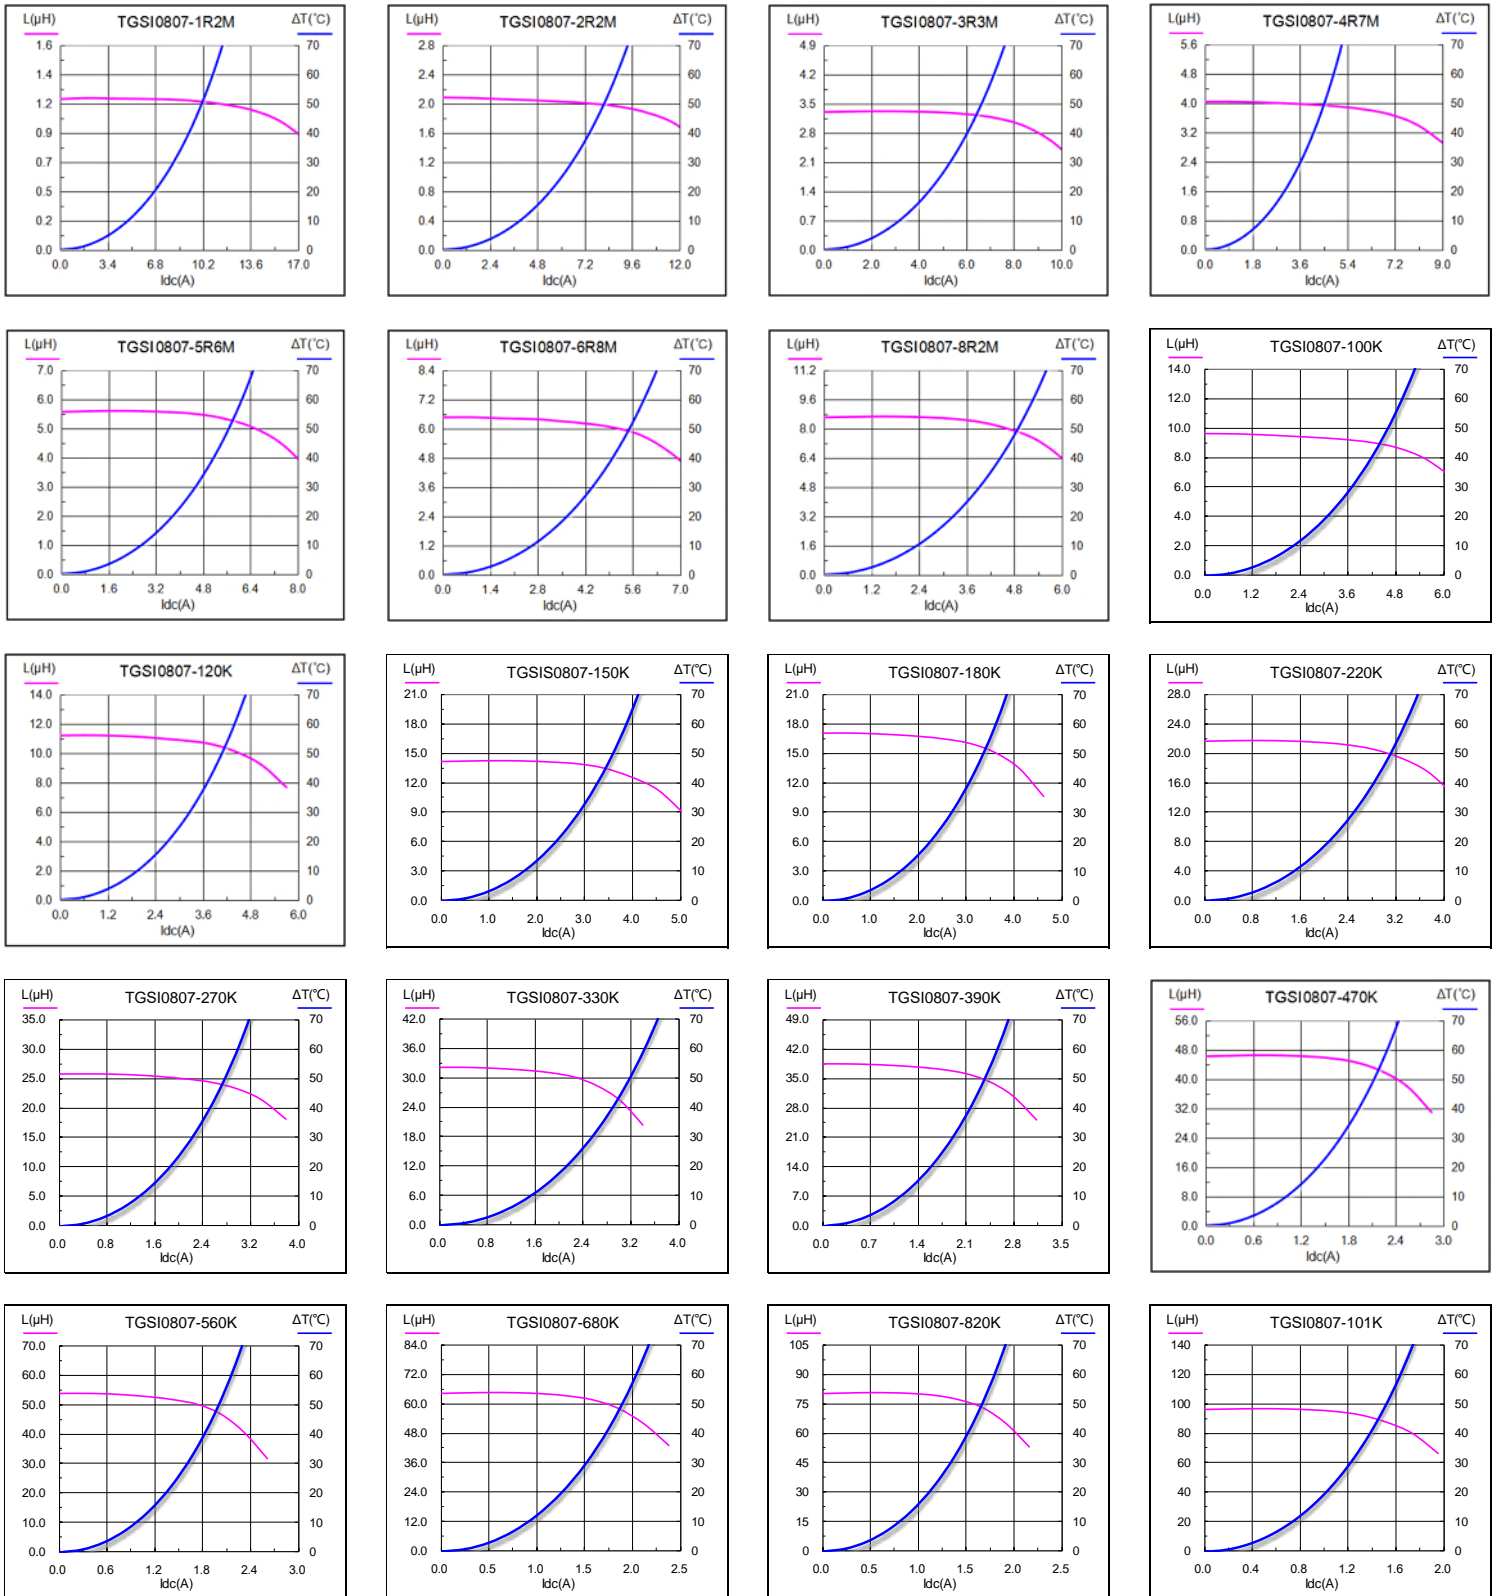 L(μH) TGSI0807-1R2M ΔT(℃)
1.6 70
1.4 60
1.2 50
0.9 40
0.7 30
0.5 20
0.2 10
0.0 0
0.0 3.4 6.8 10.2 13.6 17.0
Idc(A)
L(μH) TGSI0807-2R2M ΔT(℃)
2.8 70
2.4 60
2.0 50
1.6 40
1.2 30
0.8 20
0.4 10
0.0 0
0.0 2.4 4.8 7.2 9.6 12.0
Idc(A)
L(μH) TGSI0807-3R3M ΔT(℃)
4.9 70
4.2 60
3.5 50
2.8 40
2.1 30
1.4 20
0.7 10
0.0 0
0.0 2.0 4.0 6.0 8.0 10.0
Idc(A)
L(μH) TGSI0807-4R7M ΔT(℃)
5.6 70
4.8 60
4.0 50
3.2 40
2.4 30
1.6 20
0.8 10
0.0 0
0.0 1.8 3.6 5.4 7.2 9.0
Idc(A)
L(μH) TGSI0807-5R6M ΔT(℃)
7.0 70
6.0 60
5.0 50
4.0 40
3.0 30
2.0 20
1.0 10
0.0 0
0.0 1.6 3.2 4.8 6.4 8.0
Idc(A)
L(μH) TGSI0807-6R8M ΔT(℃)
8.4 70
7.2 60
6.0 50
4.8 40
3.6 30
2.4 20
1.2 10
0.0 0
0.0 1.4 2.8 4.2 5.6 7.0
Idc(A)
L(μH) TGSI0807-8R2M ΔT(℃)
11.2 70
9.6 60
8.0 50
6.4 40
4.8 30
3.2 20
1.6 10
0.0 0
0.0 1.2 2.4 3.6 4.8 6.0
Idc(A)
L(μH) TGSI0807-100K ΔT(℃)
14.0 70
12.0 60
10.0 50
8.0 40
6.0 30
4.0 20
2.0 10
0.0 0
0.0 1.2 2.4 3.6 4.8 6.0
Idc(A)
L(μH) TGSI0807-120K ΔT(℃)
14.0 70
12.0 60
10.0 50
8.0 40
6.0 30
4.0 20
2.0 10
0.0 0
0.0 1.2 2.4 3.6 4.8 6.0
Idc(A)
L(μH) TGSIS0807-150K ΔT(℃)
21.0 70
18.0 60
15.0 50
12.0 40
9.0 30
6.0 20
3.0 10
0.0 0
0.0 1.0 2.0 3.0 4.0 5.0
Idc(A)
L(μH) TGSI0807-180K ΔT(℃)
21.0 70
18.0 60
15.0 50
12.0 40
9.0 30
6.0 20
3.0 10
0.0 0
0.0 1.0 2.0 3.0 4.0 5.0
Idc(A)
L(μH) TGSI0807-220K ΔT(℃)
28.0 70
24.0 60
20.0 50
16.0 40
12.0 30
8.0 20
4.0 10
0.0 0
0.0 0.8 1.6 2.4 3.2 4.0
Idc(A)
L(μH) TGSI0807-270K ΔT(℃)
35.0 70
30.0 60
25.0 50
20.0 40
15.0 30
10.0 20
5.0 10
0.0 0
0.0 0.8 1.6 2.4 3.2 4.0
Idc(A)
L(μH) TGSI0807-330K ΔT(℃)
42.0 70
36.0 60
30.0 50
24.0 40
18.0 30
12.0 20
6.0 10
0.0 0
0.0 0.8 1.6 2.4 3.2 4.0
Idc(A)
L(μH) TGSI0807-390K ΔT(℃)
49.0 70
42.0 60
35.0 50
28.0 40
21.0 30
14.0 20
7.0 10
0.0 0
0.0 0.7 1.4 2.1 2.8 3.5
Idc(A)
L(μH) TGSI0807-470K ΔT(℃)
56.0 70
48.0 60
40.0 50
32.0 40
24.0 30
16.0 20
8.0 10
0.0 0
0.0 0.6 1.2 1.8 2.4 3.0
Idc(A)
L(μH) TGSI0807-560K ΔT(℃)
70.0 70
60.0 60
50.0 50
40.0 40
30.0 30
20.0 20
10.0 10
0.0 0
0.0 0.6 1.2 1.8 2.4 3.0
Idc(A)
L(μH) TGSI0807-680K ΔT(℃)
84.0 70
72.0 60
60.0 50
48.0 40
36.0 30
24.0 20
12.0 10
0.0 0
0.0 0.5 1.0 1.5 2.0 2.5
Idc(A)
L(μH) TGSI0807-820K ΔT(℃)
105 70
90 60
75 50
60 40
45 30
30 20
15 10
0 0
0.0 0.5 1.0 1.5 2.0 2.5
Idc(A)
L(μH) TGSI0807-101K ΔT(℃)
140 70
120 60
100 50
80 40
60 30
40 20
20 10
0 0
0.0 0.4 0.8 1.2 1.6 2.0
Idc(A)